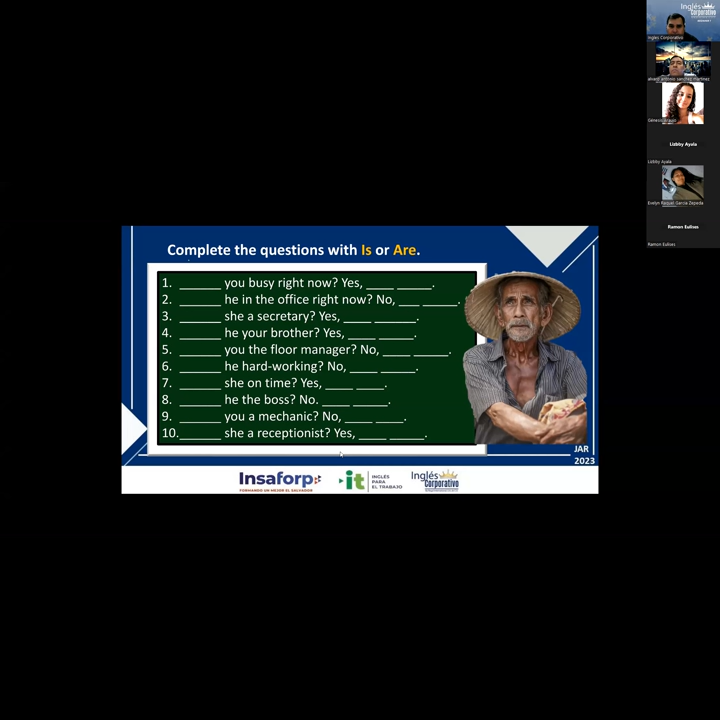 Complete the questions with Is or Are.
1. ______ you busy right now? Yes, ____ _____.
2. ______ he in the office right now? No, ___ _____.
3. ______ she a secretary? Yes, ____ ______.
4. ______ he your brother? Yes, ____ ______.
5. ______ you the floor manager? No, ____ _____.
6. ______ he hard-working? No, ____ _____.
7. ______ she on time? Yes, ____ ____.
8. ______ he the boss? No. ____ _____.
9. ______ you a mechanic? No, ____ ____.
10.______ she a receptionist? Yes, ____ _____.
JAR
2023
Insaforp
FORMANDO UN MEJOR EL SALVADOR
it
INGLÉS
PARA
EL TRABAJO
Inglés
Corporativo
Inglés
Corporativo
Inglés Corporativo
Lizbby Ayala
Lizbby Ayala
Evelyn Raquel Garcia Zepeda
Ramon Eulises
Ramon Eulises